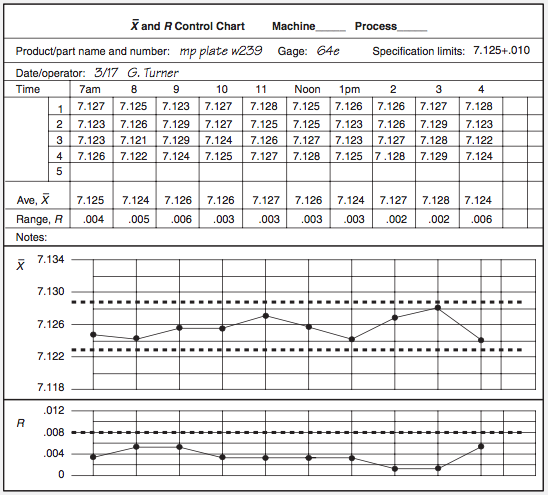 X̄ and R Control Chart Machine_____ Process_____
Product/part name and number: mp plate w239 Gage: 64e Specification limits: 7.125+.010
Date/operator: 3/17 G. Turner
Time 7am 8 9 10 11 Noon 1pm 2 3 4
1 7.127 7.125 7.123 7.127 7.128 7.125 7.126 7.126 7.127 7.128
2 7.123 7.126 7.129 7.127 7.125 7.125 7.123 7.126 7.129 7.123
3 7.123 7.121 7.129 7.124 7.126 7.127 7.123 7.127 7.128 7.122
4 7.126 7.122 7.124 7.125 7.127 7.128 7.125 7 .128 7.129 7.124
5
Ave, X̄ 7.125 7.124 7.126 7.126 7.127 7.126 7.124 7.127 7.128 7.124
Range, R .004 .005 .006 .003 .003 .003 .003 .002 .002 .006
Notes:
X̄ 7.134
7.130
7.126
7.122
7.118
R .012
.008
.004
0